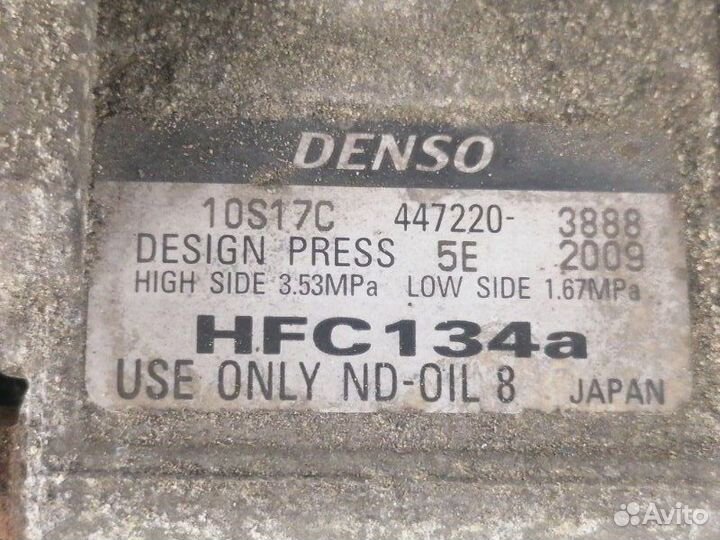 DENSO
10S17C 447220-3888
DESIGN PRESS 5E 2009
HIGH SIDE 3.53MPa LOW SIDE 1.67MPa
HFC134a
USE ONLY ND-OIL 8 JAPAN
Avito